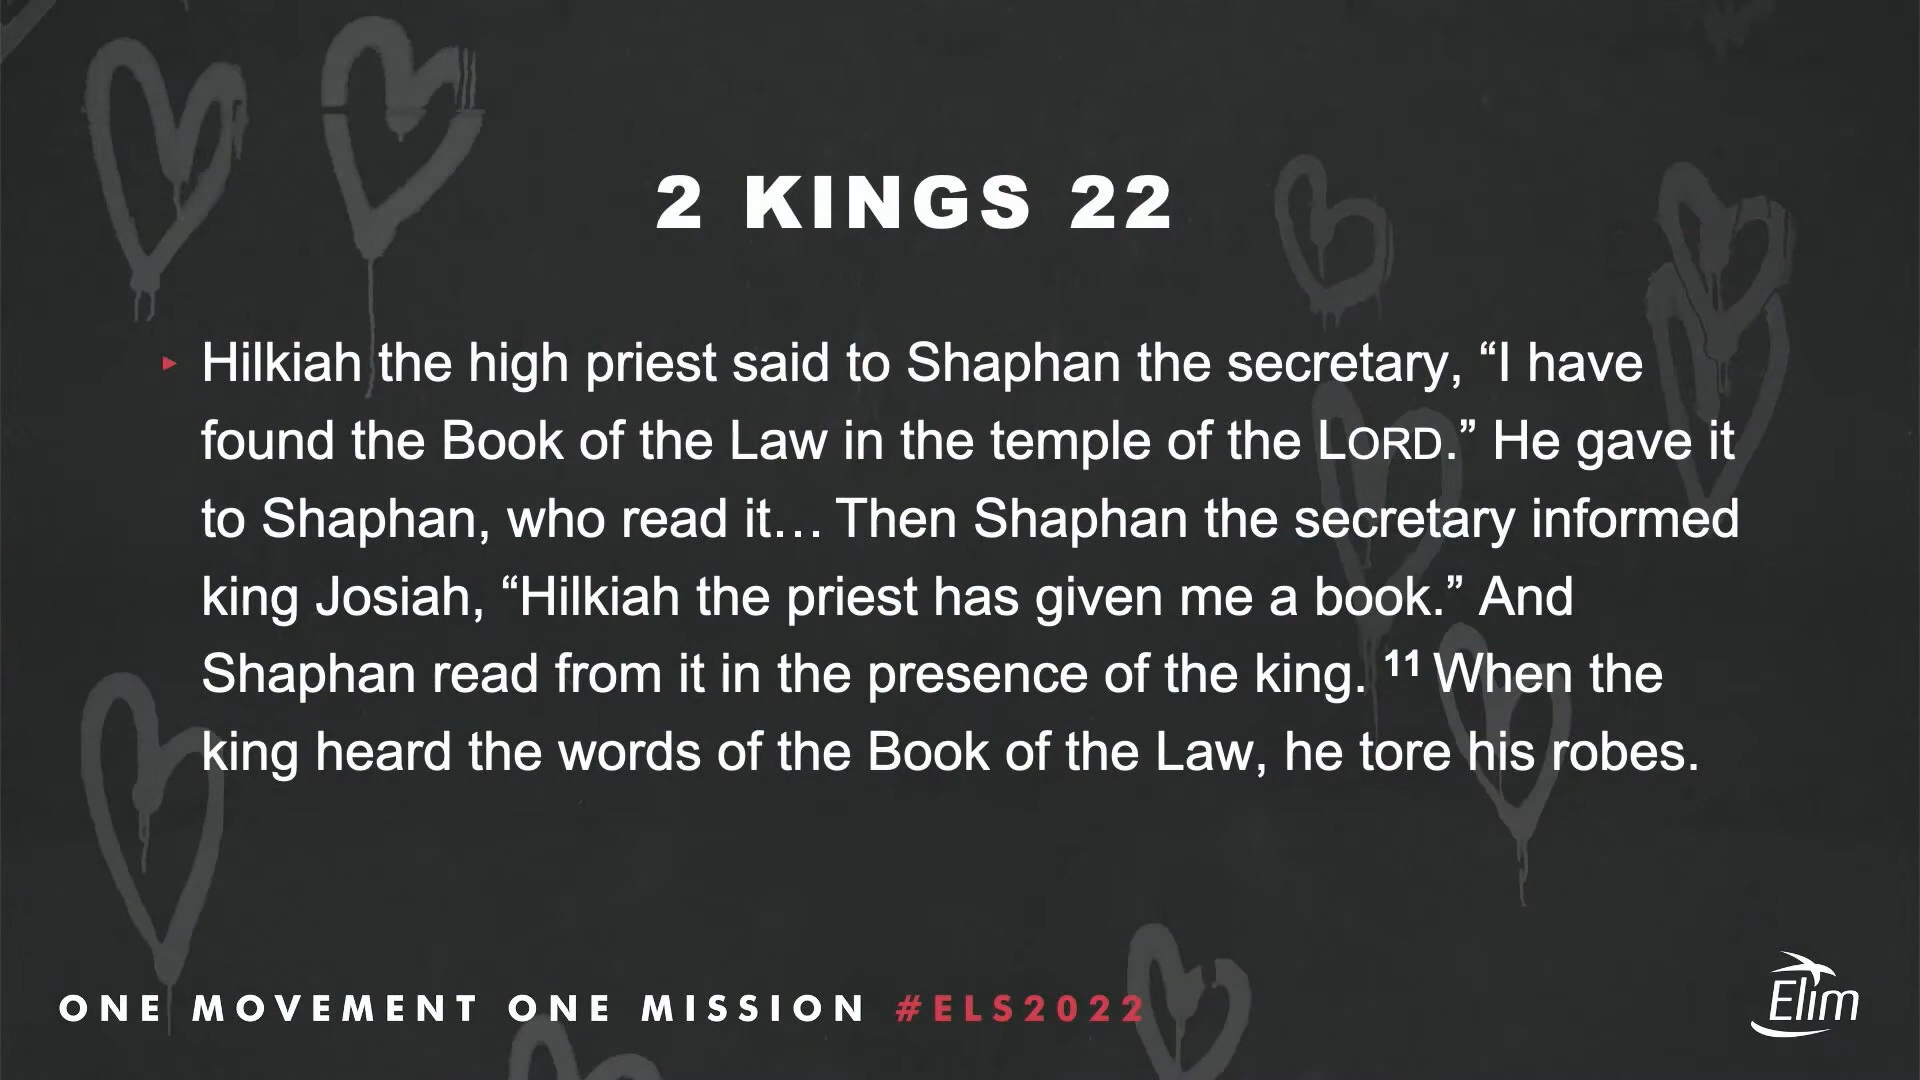 2 KINGS 22
▸ Hilkiah the high priest said to Shaphan the secretary, “I have
found the Book of the Law in the temple of the LORD.” He gave it
to Shaphan, who read it… Then Shaphan the secretary informed
king Josiah, “Hilkiah the priest has given me a book.” And
Shaphan read from it in the presence of the king. ¹¹ When the
king heard the words of the Book of the Law, he tore his robes.
ONE MOVEMENT ONE MISSION #ELS2022
Elim